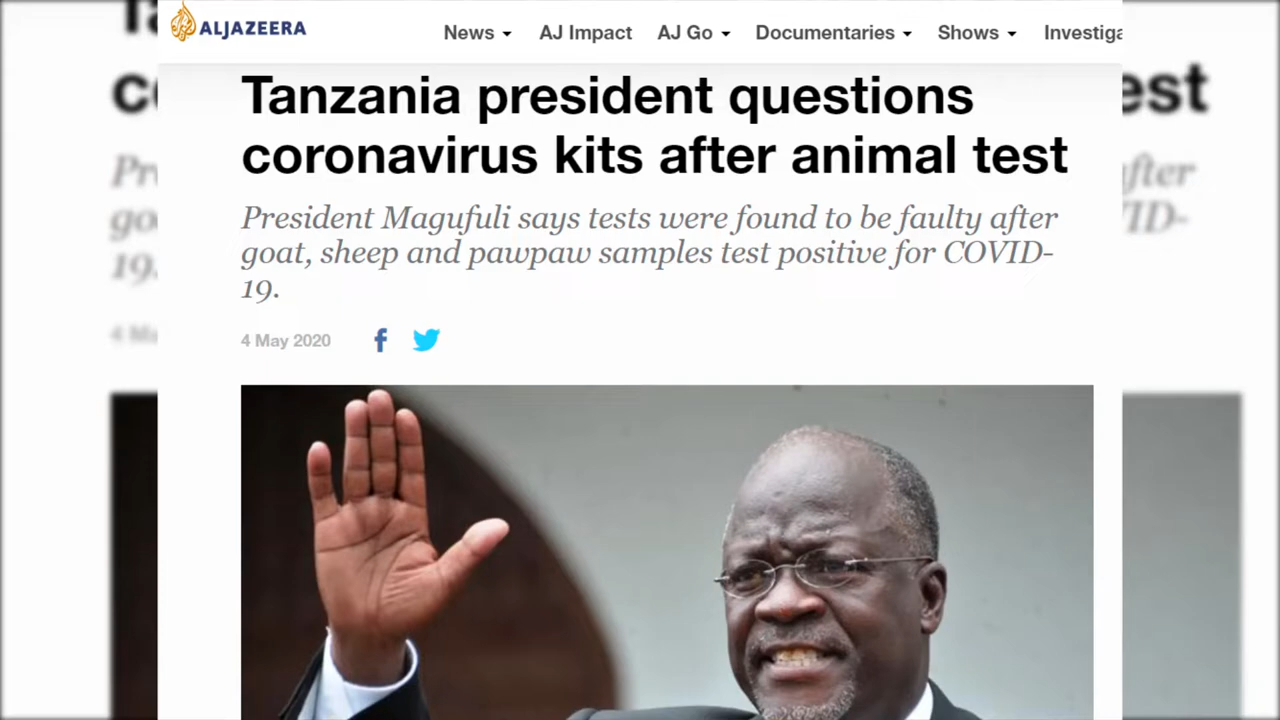 ALJAZEERA
News AJ Impact AJ Go Documentaries Shows Investiga
Tanzania president questions
coronavirus kits after animal test
President Magufuli says tests were found to be faulty after
goat, sheep and pawpaw samples test positive for COVID-
19.
4 May 2020